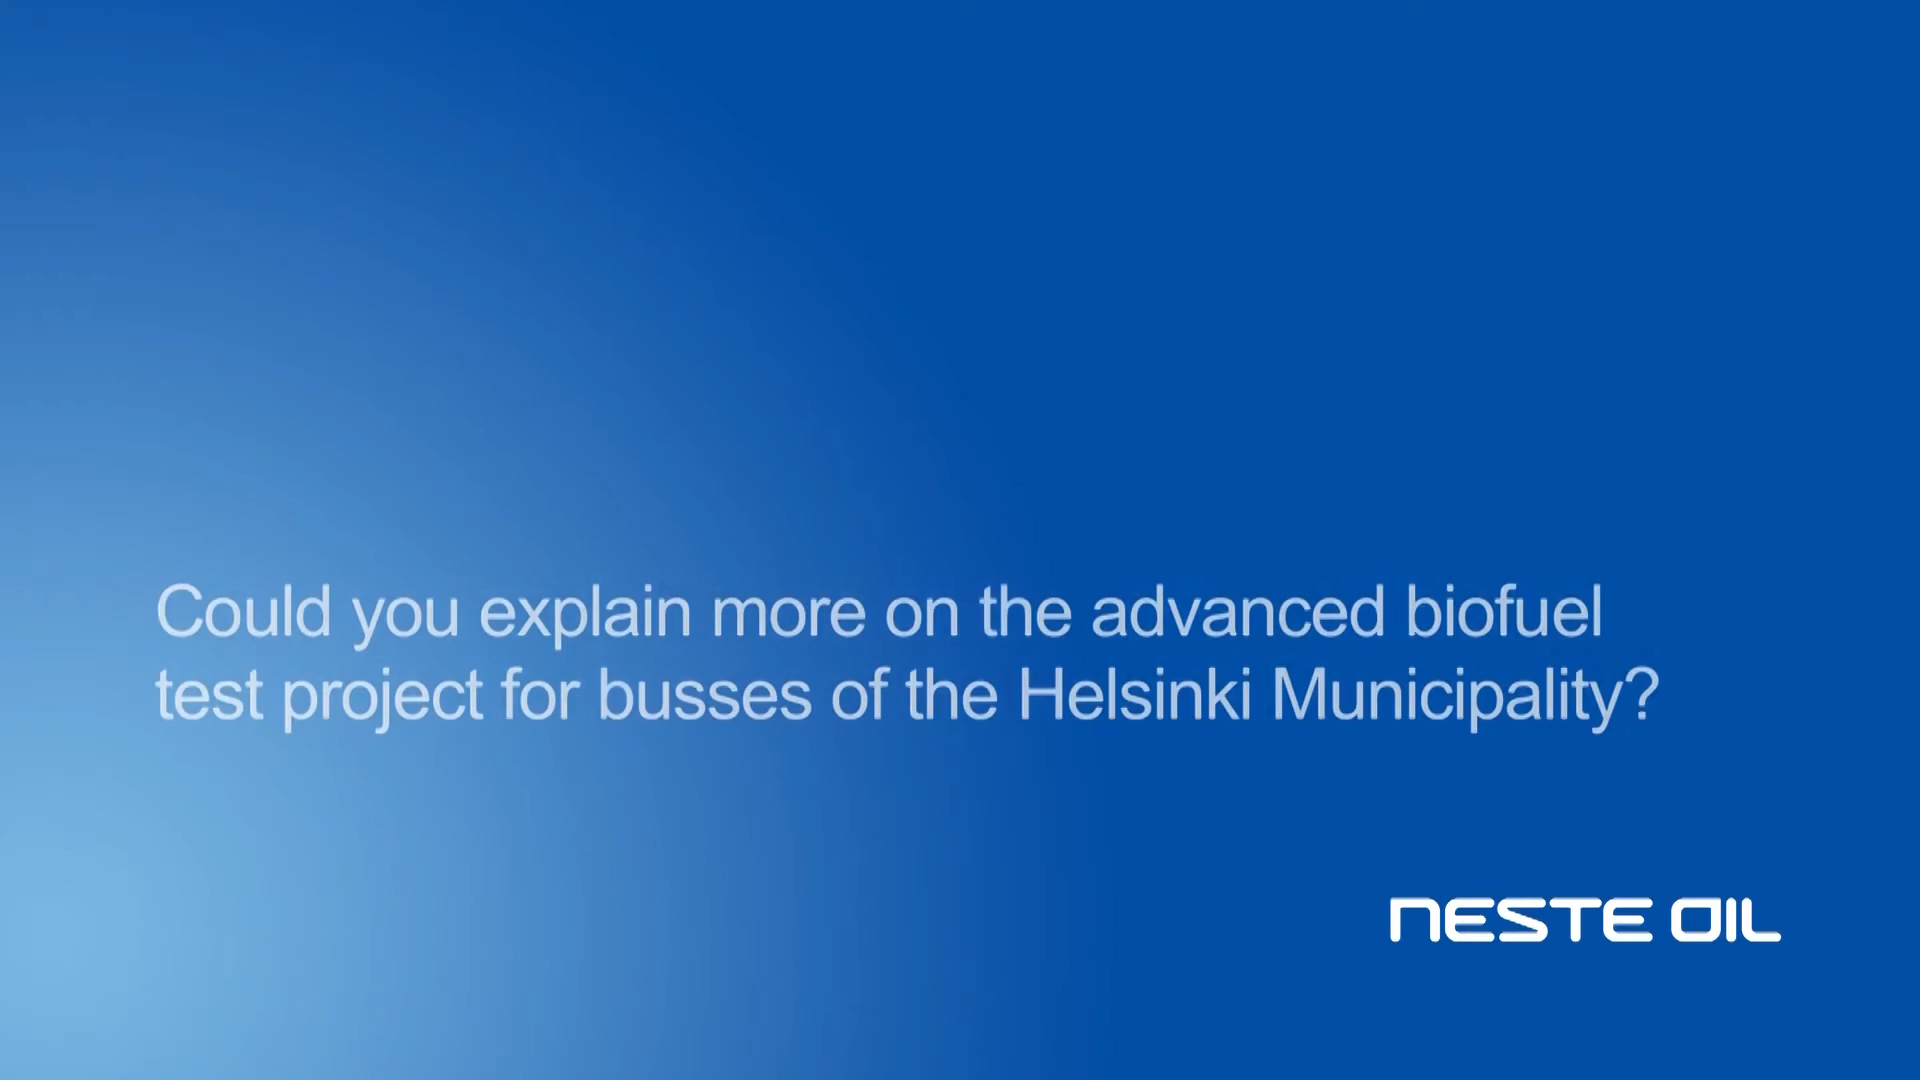 Could you explain more on the advanced biofuel
test project for busses of the Helsinki Municipality?
NESTE OIL